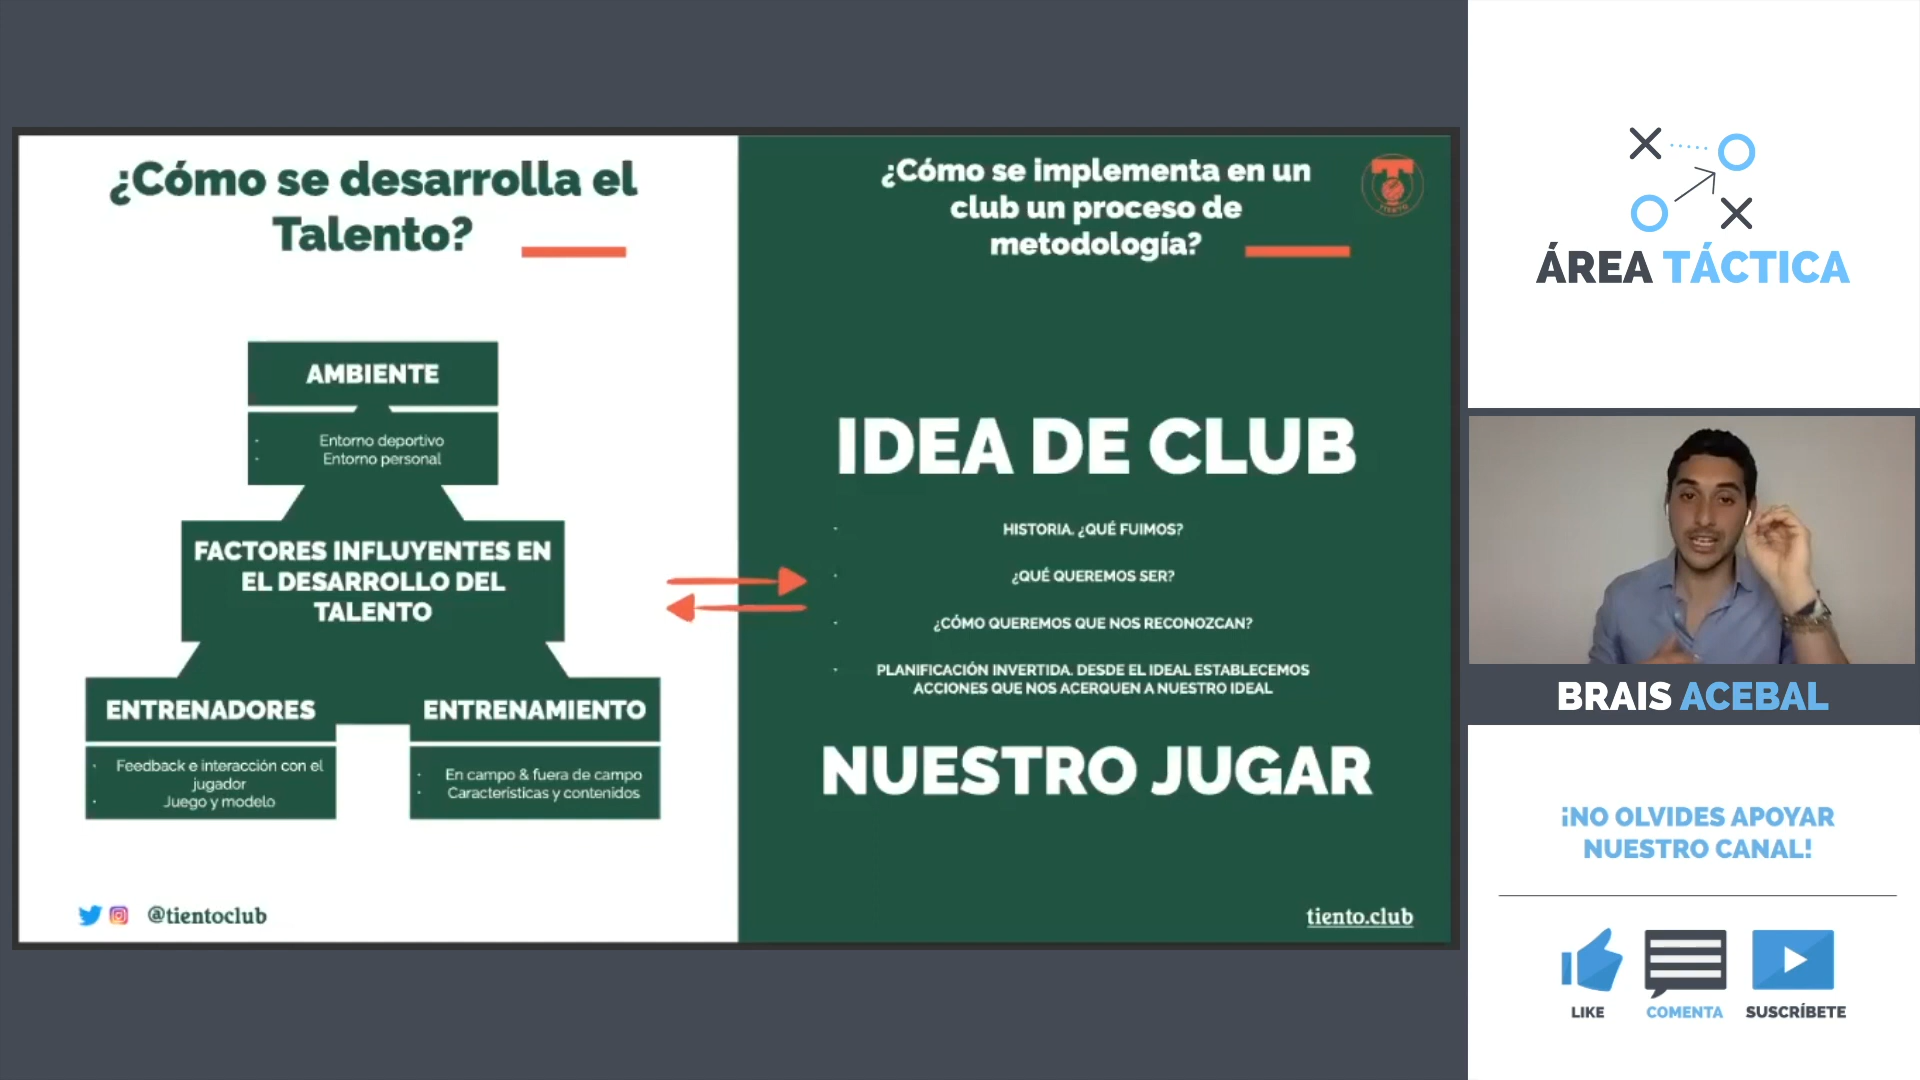 ¿Cómo se desarrolla el
Talento?
AMBIENTE
Entorno deportivo
Entorno personal
FACTORES INFLUYENTES EN
EL DESARROLLO DEL
TALENTO
ENTRENADORES
Feedback e interacción con el
jugador
Juego y modelo
ENTRENAMIENTO
En campo & fuera de campo
Características y contenidos
@tientoclub
¿Cómo se implementa en un
club un proceso de
metodología?
TIENTO
IDEA DE CLUB
HISTORIA. ¿QUÉ FUIMOS?
¿QUÉ QUEREMOS SER?
¿CÓMO QUEREMOS QUE NOS RECONOZCAN?
PLANIFICACIÓN INVERTIDA. DESDE EL IDEAL ESTABLECEMOS
ACCIONES QUE NOS ACERQUEN A NUESTRO IDEAL
NUESTRO JUGAR
tiento.club
ÁREA TÁCTICA
BRAIS ACEBAL
¡NO OLVIDES APOYAR
NUESTRO CANAL!
LIKE
COMENTA
SUSCRÍBETE